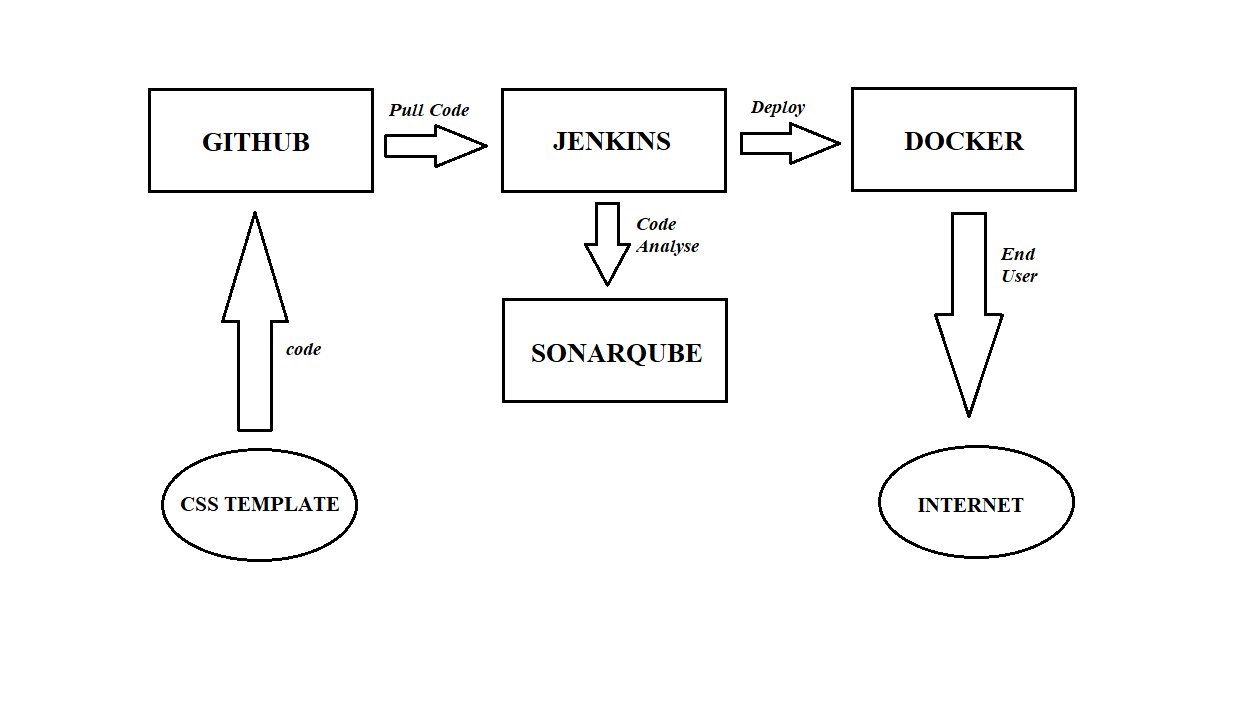 Pull Code
Deploy
GITHUB
JENKINS
DOCKER
Code
Analyse
End
User
code
SONARQUBE
CSS TEMPLATE
INTERNET